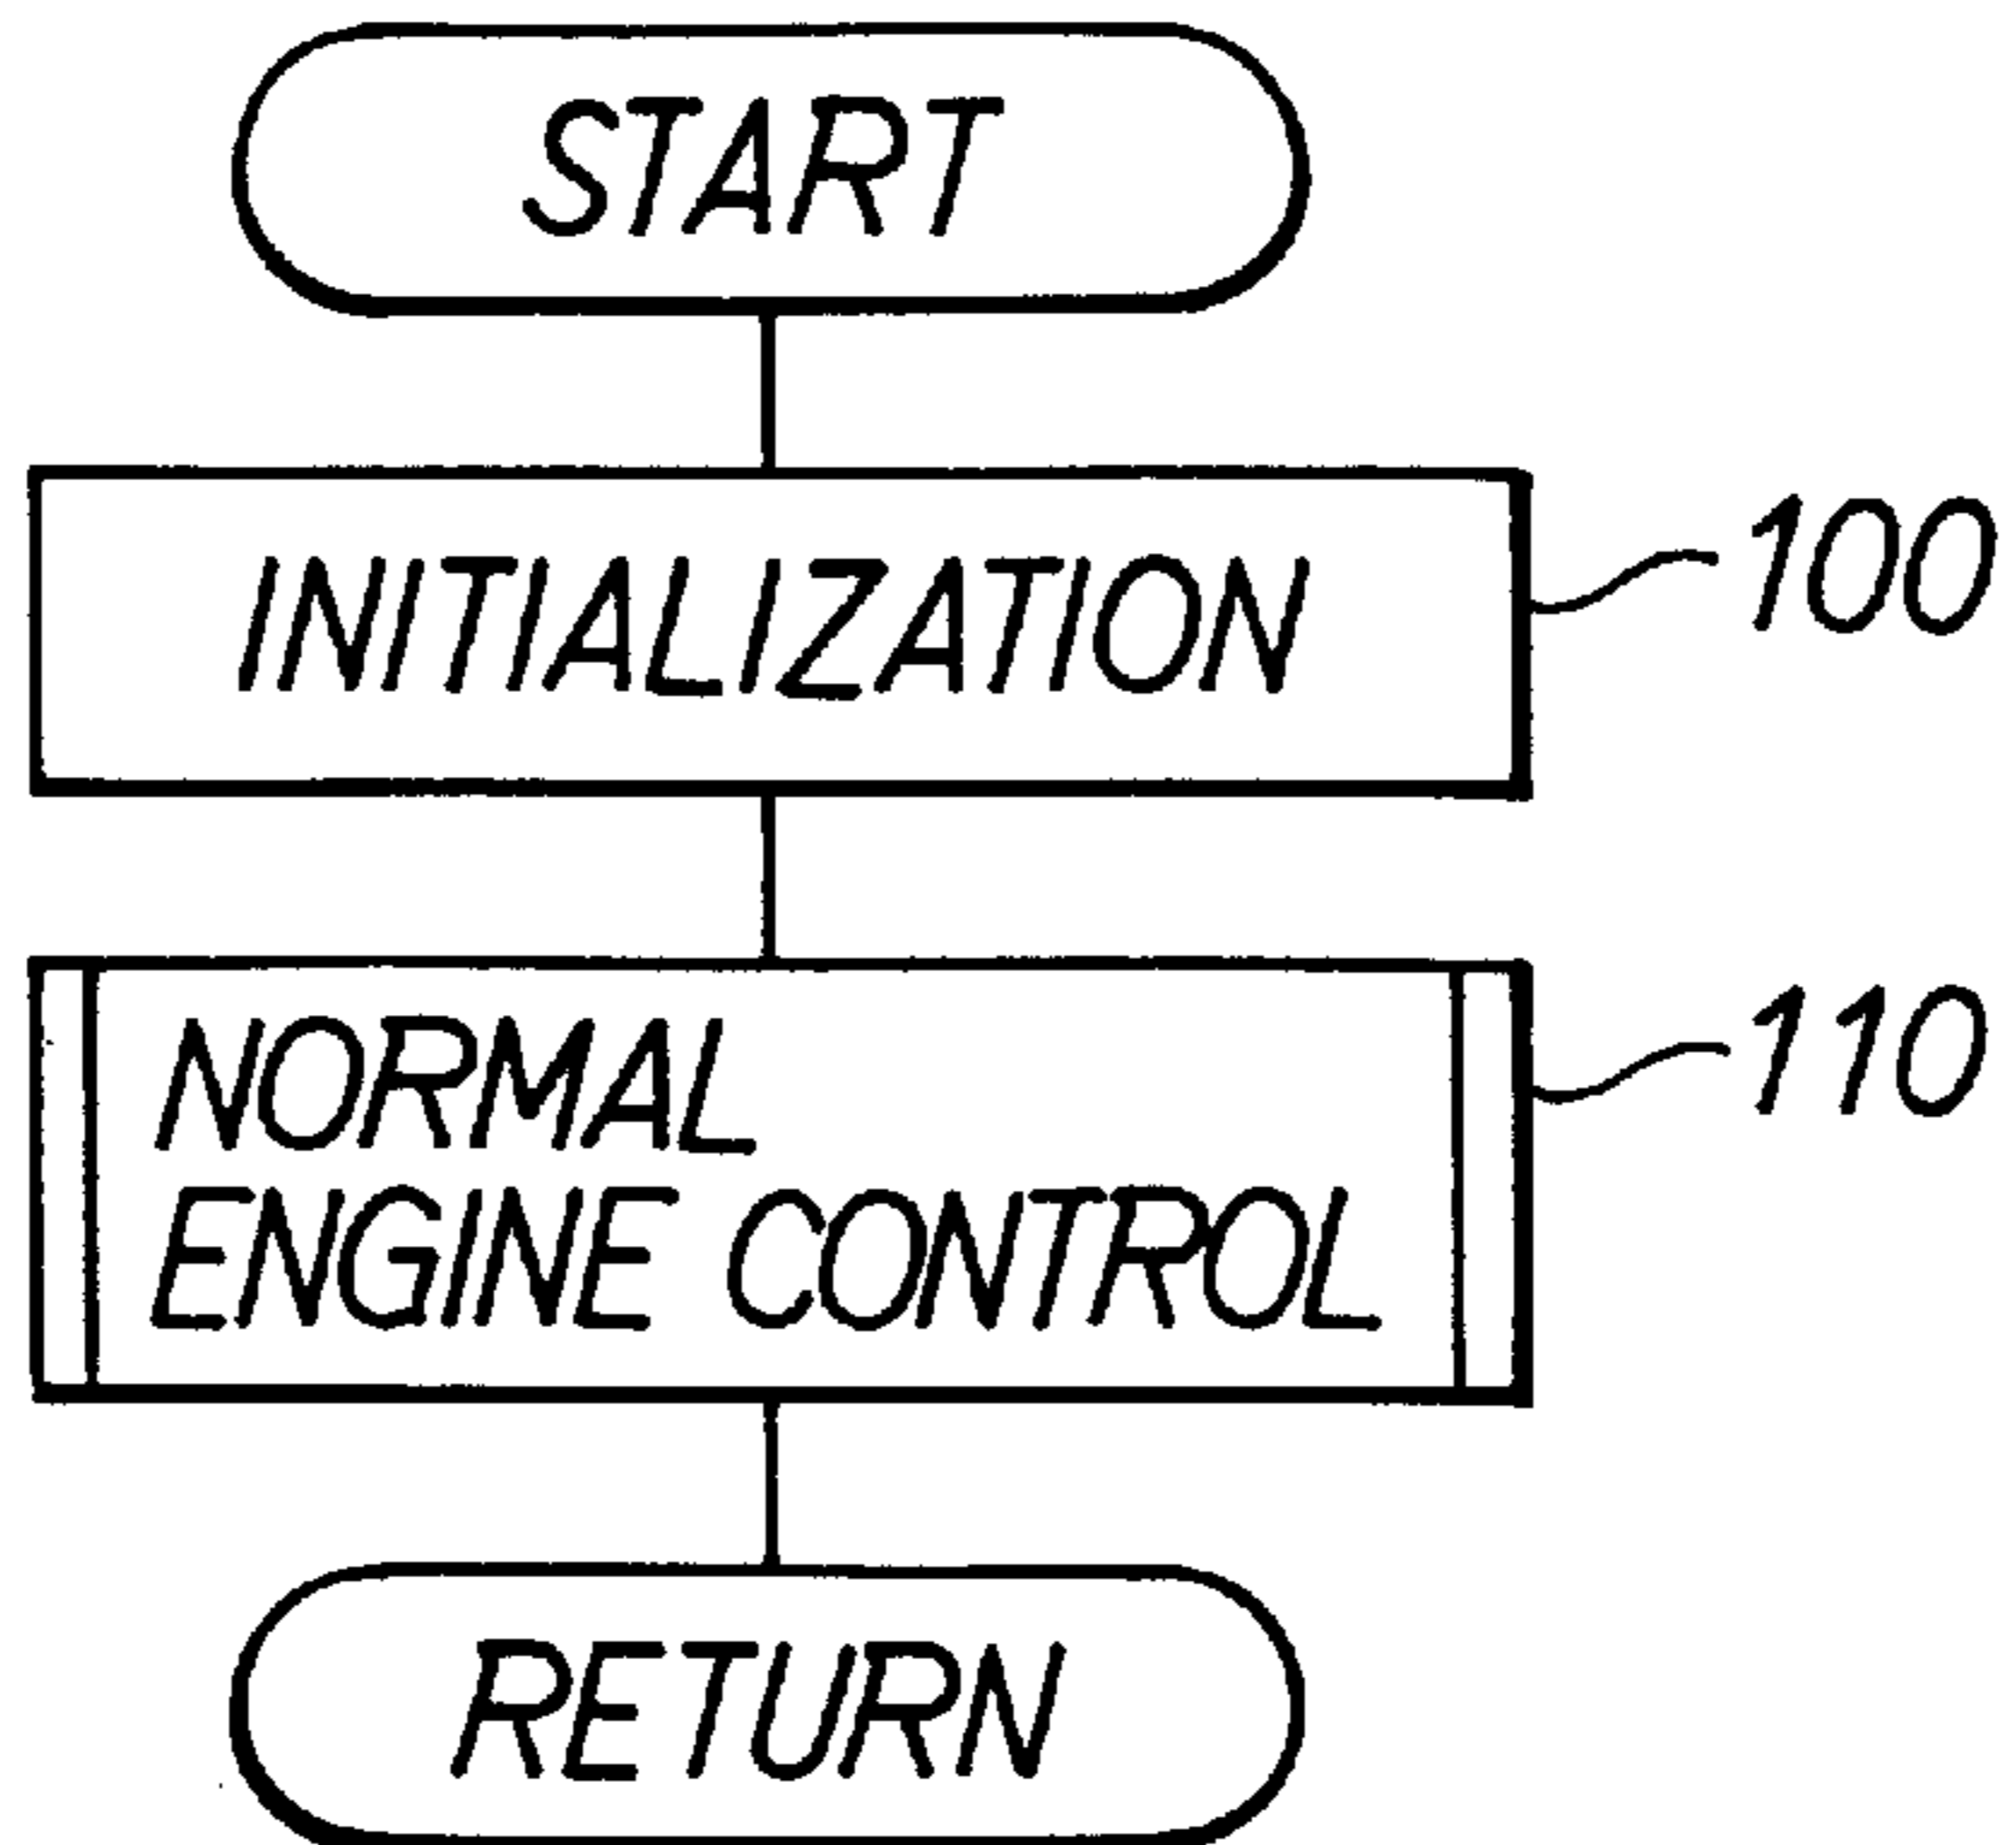 START
INITIALIZATION
100
NORMAL
ENGINE CONTROL
110
RETURN